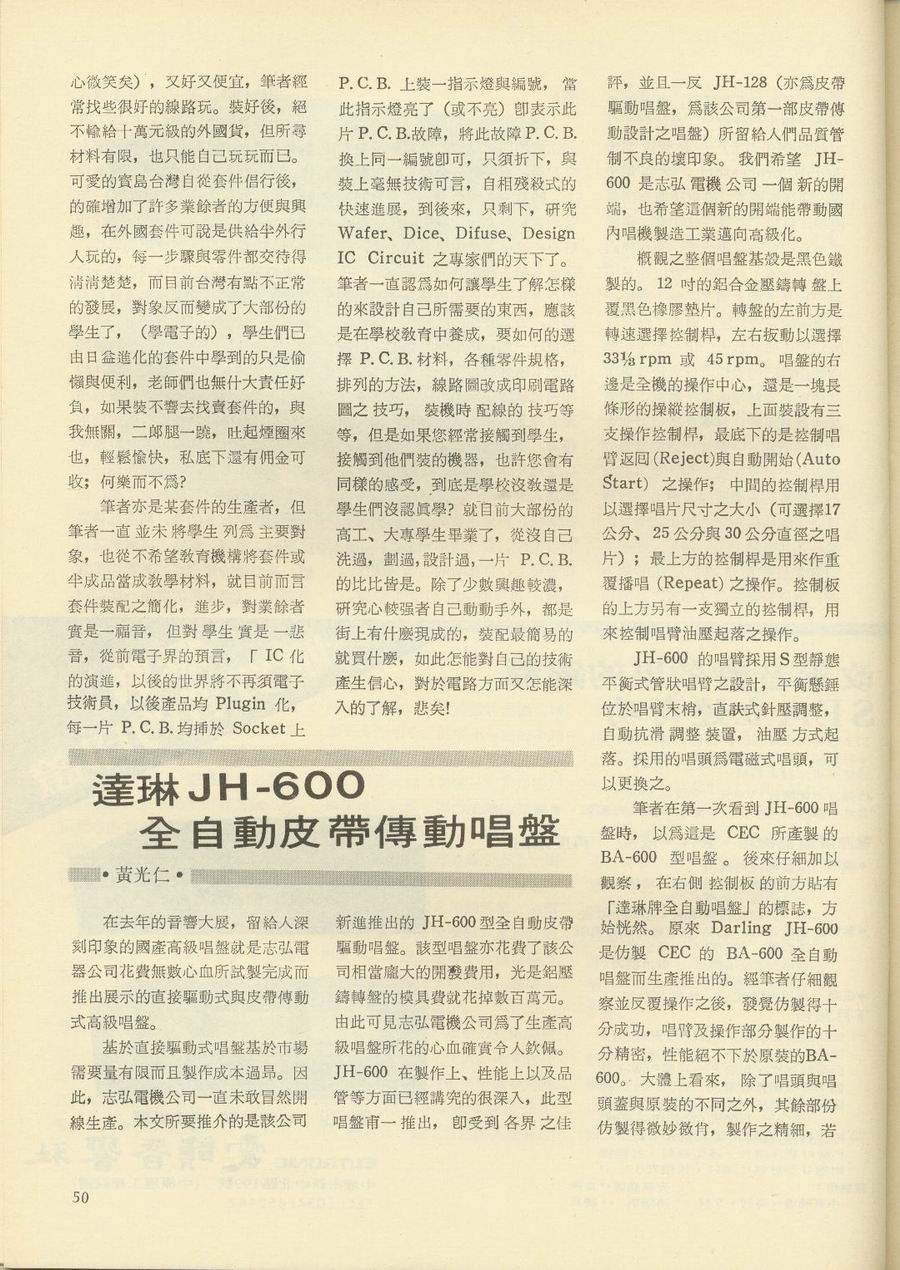 心微笑矣），又好又便宜，筆者經
常找些很好的線路玩。裝好後，絕
不輸給十萬元級的外國貨，但所尋
材料有限，也只能自己玩玩而已。
可愛的寶島台灣自從套件倡行後，
的確增加了許多業餘者的方便與興
趣，在外國套件可說是供給半外行
人玩的，每一步驟與零件都交待得
清清楚楚，而目前台灣有點不正常
的發展，對象反而變成了大部份的
學生了，（學電子的），學生們已
由日益進化的套件中學到的只是偷
懶與便利，老師們也無什大責任好
負，如果裝不響去找賣套件的，與
我無關，二郎腿一蹺，吐起煙圈來
也，輕鬆愉快，私底下還有佣金可
收；何樂而不爲?
筆者亦是某套件的生產者，但
筆者一直並未將學生列爲主要對
象，也從不希望教育機構將套件或
半成品當成敎學材料，就目前而言
套件裝配之簡化，進步，對業餘者
實是一福音，但對學生實是一悲
音，從前電子界的預言，「IC 化
的演進，以後的世界將不再須電子
技術員，以後產品均 Plugin 化，
每一片 P.C.B.均插於 Socket 上
P.C.B. 上裝一指示燈與編號，當
此指示燈亮了（或不亮）卽表示此
片 P.C.B.故障，將此故障 P.C.B.
換上同一編號卽可，只須折下，與
裝上毫無技術可言，自相殘殺式的
快速進展，到後來，只剩下，研究
Wafer、Dice、Difuse、Design
IC Circuit 之專家們的天下了。
筆者一直認爲如何讓學生了解怎樣
的來設計自己所需要的東西，應該
是在學校敎育中養成，要如何的選
擇 P.C.B.材料，各種零件規格，
排列的方法，線路圖改成印刷電路
圖之技巧，裝機時配線的技巧等
等，但是如果您經常接觸到學生，
接觸到他們裝的機器，也許您會有
同樣的感受，到底是學校沒敎還是
學生們沒認眞學? 就目前大部份的
高工、大專學生畢業了，從沒自己
洗過，劃過,設計過,一片 P.C.B.
的比比皆是。除了少數興趣較濃，
研究心較强者自己動動手外，都是
街上有什麼現成的，裝配最簡易的
就買什麼，如此怎能對自己的技術
產生信心，對於電路方面又怎能深
入的了解，悲矣!
達琳 JH-600
全自動皮帶傳動唱盤
•黃光仁•
在去年的音響大展，留給人深
刻印象的國產高級唱盤就是志弘電
器公司花費無數心血所試製完成而
推出展示的直接驅動式與皮帶傳動
式高級唱盤。
基於直接驅動式唱盤基於市場
需要量有限而且製作成本過昂。因
此，志弘電機公司一直未敢冒然開
線生產。本文所要推介的是該公司
新進推出的 JH-600型全自動皮帶
驅動唱盤。該型唱盤亦花費了該公
司相當龐大的開發費用，光是鋁壓
鑄轉盤的模具費就花掉數百萬元。
由此可見志弘電機公司爲了生產高
級唱盤所花的心血確實令人欽佩。
JH-600 在製作上、性能上以及品
管等方面已經講究的很深入，此型
唱盤甫一推出，卽受到各界之佳
評，並且一反 JH-128（亦爲皮帶
驅動唱盤，爲該公司第一部皮帶傳
動設計之唱盤）所留給人們品質管
制不良的壞印象。我們希望 JH-
600 是志弘電機公司一個新的開
端，也希望這個新的開端能帶動國
內唱機製造工業邁向高級化。
概觀之整個唱盤基殼是黑色鐵
製的。12 吋的鋁合金壓鑄轉盤上
覆黑色橡膠墊片。轉盤的左前方是
轉速選擇控制桿，左右扳動以選擇
33⅓rpm 或 45rpm。唱盤的右
邊是全機的操作中心，還是一塊長
條形的操縱控制板，上面裝設有三
支操作控制桿，最底下的是控制唱
臂返回(Reject)與自動開始(Auto
Start) 之操作；中間的控制桿用
以選擇唱片尺寸之大小（可選擇17
公分、25公分與30公分直徑之唱
片）；最上方的控制桿是用來作重
覆播唱 (Repeat) 之操作。控制板
的上方另有一支獨立的控制桿，用
來控制唱臂油壓起落之操作。
JH-600 的唱臂採用S型靜態
平衡式管狀唱臂之設計，平衡懸錘
位於唱臂末梢，直訣式針壓調整，
自動抗滑調整裝置，油壓方式起
落。採用的唱頭爲電磁式唱頭，可
以更換之。
筆者在第一次看到 JH-600 唱
盤時，以爲這是 CEC 所產製的
BA-600 型唱盤。後來仔細加以
觀察，在右側控制板的前方貼有
「達琳牌全自動唱盤」的標誌，方
始恍然。原來 Darling JH-600
是仿製 CEC 的 BA-600 全自動
唱盤而生產推出的。經筆者仔細觀
察並反覆操作之後，發覺仿製得十
分成功，唱臂及操作部分製作的十
分精密，性能絕不下於原裝的BA-
600。大體上看來，除了唱頭與唱
頭蓋與原裝的不同之外，其餘部份
仿製得微妙微肖，製作之精細，若
50